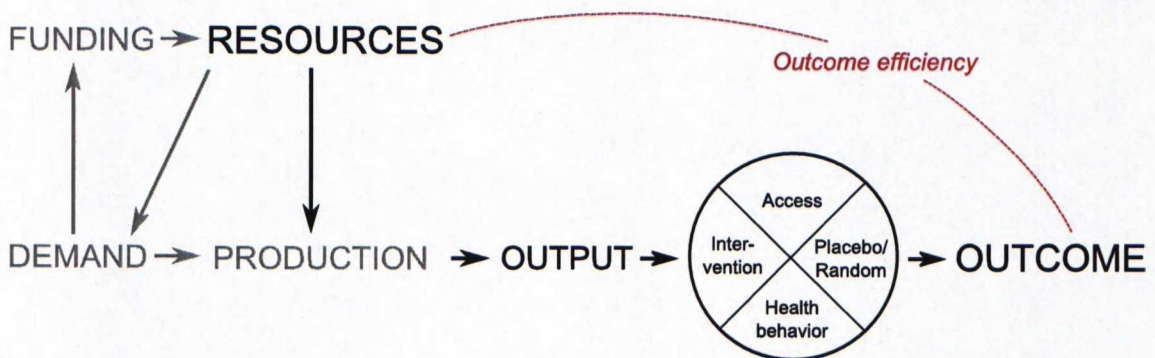 FUNDING RESOURCES
Outcome efficiency
Access
Inter-
vention
Placebo/
Random
Health
behavior
DEMAND PRODUCTION OUTPUT OUTCOME